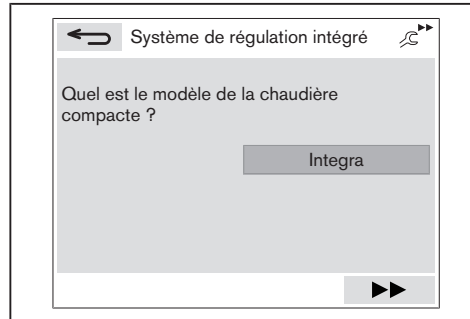 Système de régulation intégré
Quel est le modèle de la chaudière
compacte ?
Integra